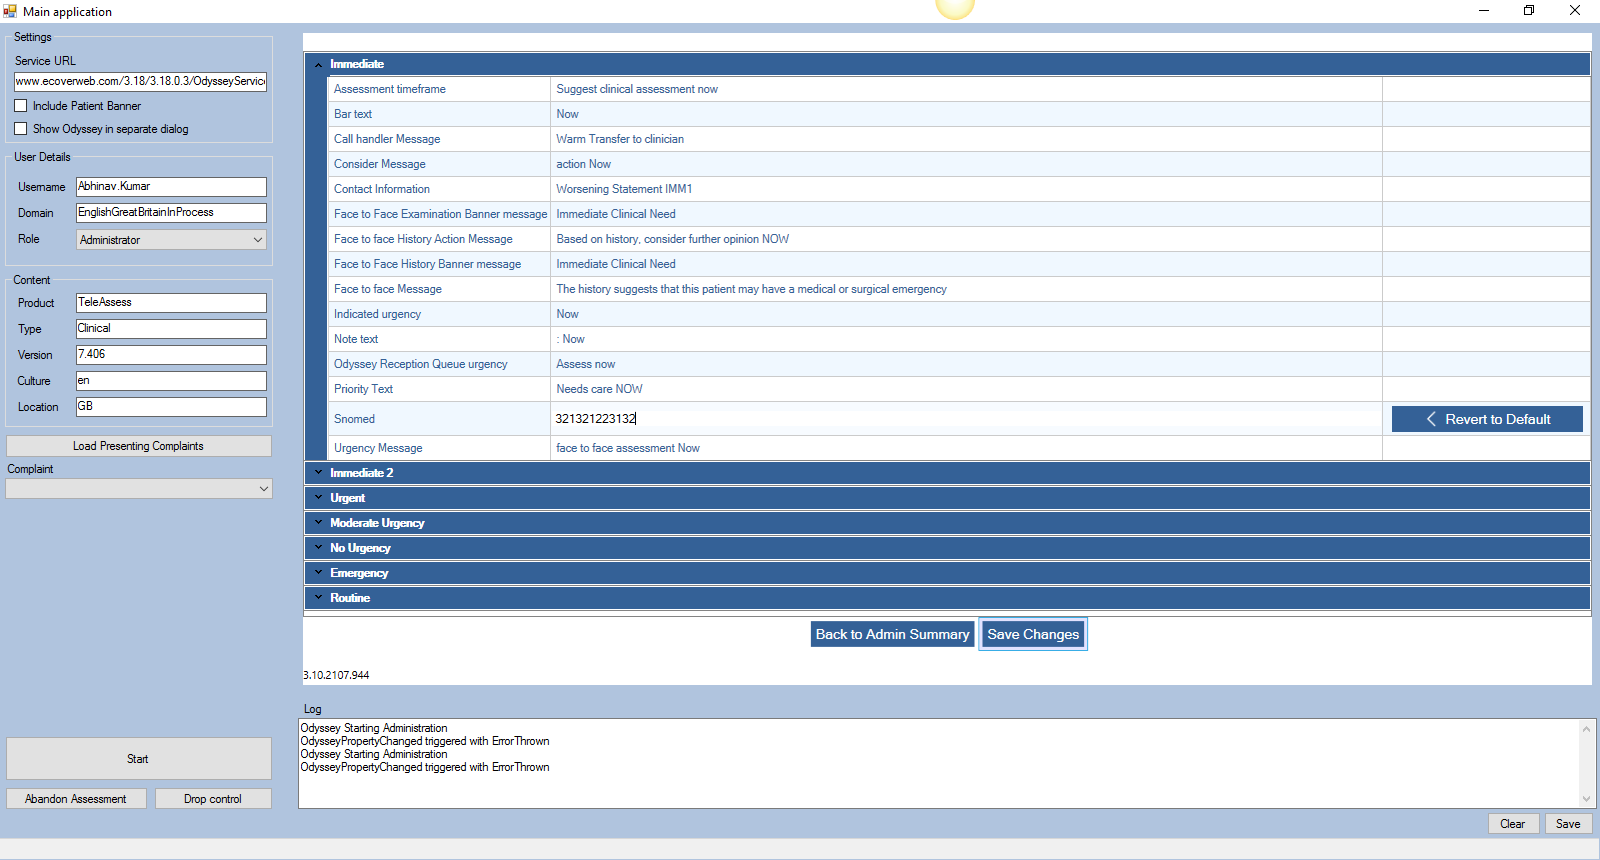 Main application
Settings
Service URL
www.ecoverweb.com/3.18/3.18.0.3/OdysseyServic
Include Patient Banner
Show Odyssey in separate dialog
User Details
Username Abhinav.Kumar
Domain EnglishGreatBritainInProcess
Role Administrator
Content
Product TeleAssess
Type Clinical
Version 7.406
Culture en
Location GB
Load Presenting Complaints
Complaint
Start
Abandon Assessment Drop control
Immediate
Assessment timeframe Suggest clinical assessment now
Bar text Now
Call handler Message Warm Transfer to clinician
Consider Message action Now
Contact Information Worsening Statement IMM1
Face to Face Examination Banner message Immediate Clinical Need
Face to face History Action Message Based on history, consider further opinion NOW
Face to Face History Banner message Immediate Clinical Need
Face to face Message The history suggests that this patient may have a medical or surgical emergency
Indicated urgency Now
Note text : Now
Odyssey Reception Queue urgency Assess now
Priority Text Needs care NOW
Snomed 321321223132 Revert to Default
Urgency Message face to face assessment Now
Immediate 2
Urgent
Moderate Urgency
No Urgency
Emergency
Routine
Back to Admin Summary Save Changes
3.10.2107.944
Log
Odyssey Starting Administration
OdysseyPropertyChanged triggered with ErrorThrown
Odyssey Starting Administration
OdysseyPropertyChanged triggered with ErrorThrown
Clear Save